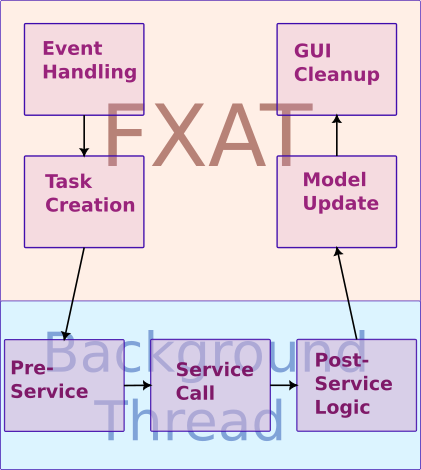 Event
Handling
GUI
Cleanup
FXAT
Task
Creation
Model
Update
Background
Thread
Pre-
Service
Service
Call
Post-
Service
Logic